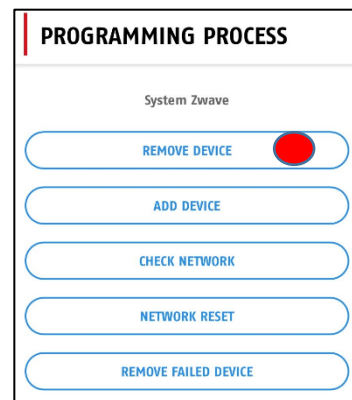 PROGRAMMING PROCESS
System Zwave
REMOVE DEVICE
ADD DEVICE
CHECK NETWORK
NETWORK RESET
REMOVE FAILED DEVICE